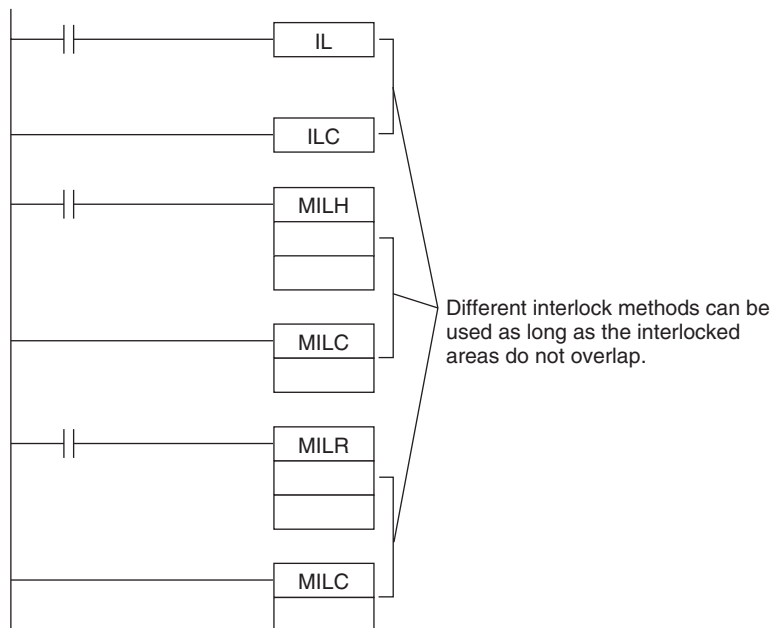 IL
ILC
MILH
MILC
Different interlock methods can be
used as long as the interlocked
areas do not overlap.
MILR
MILC